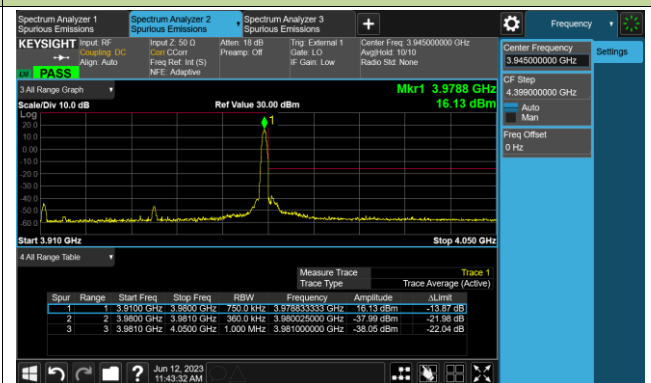 Spectrum Analyzer 1
Spurious Emissions
Spectrum Analyzer 2
Spurious Emissions
Spectrum Analyzer 3
Spurious Emissions
+
Frequency
KEYSIGHT
Input: RF
Coupling: DC
Align: Auto
Input Z: 50 Ω
Corr CCorr
Freq Ref: Int (S)
NFE: Adaptive
Atten: 18 dB
Preamp: Off
Trig: External 1
Gate: LO
IF Gain: Low
Center Freq: 3.945000000 GHz
Avg|Hold: 10/10
Radio Std: None
PASS
Center Frequency
3.945000000 GHz
Settings
CF Step
4.399000000 GHz
Auto
Man
Freq Offset
0 Hz
3 All Range Graph
Mkr1 3.9788 GHz
Scale/Div 10.0 dB
Ref Value 30.00 dBm
16.13 dBm
Log
1
20.0
10.0
0.00
-10.0
-20.0
-30.0
-40.0
-50.0
-60.0
Start 3.910 GHz
Stop 4.050 GHz
4 All Range Table
Measure Trace Trace 1
Trace Type Trace Average (Active)
Spur Range Start Freq Stop Freq RBW Frequency Amplitude ΔLimit
1 1 3.9100 GHz 3.9800 GHz 750.0 kHz 3.978833333 GHz 16.13 dBm -13.87 dB
2 2 3.9800 GHz 3.9810 GHz 360.0 kHz 3.980025000 GHz -37.99 dBm -21.98 dB
3 3 3.9810 GHz 4.0500 GHz 1.000 MHz 3.981000000 GHz -38.05 dBm -22.04 dB
?
Jun 12, 2023
11:43:32 AM